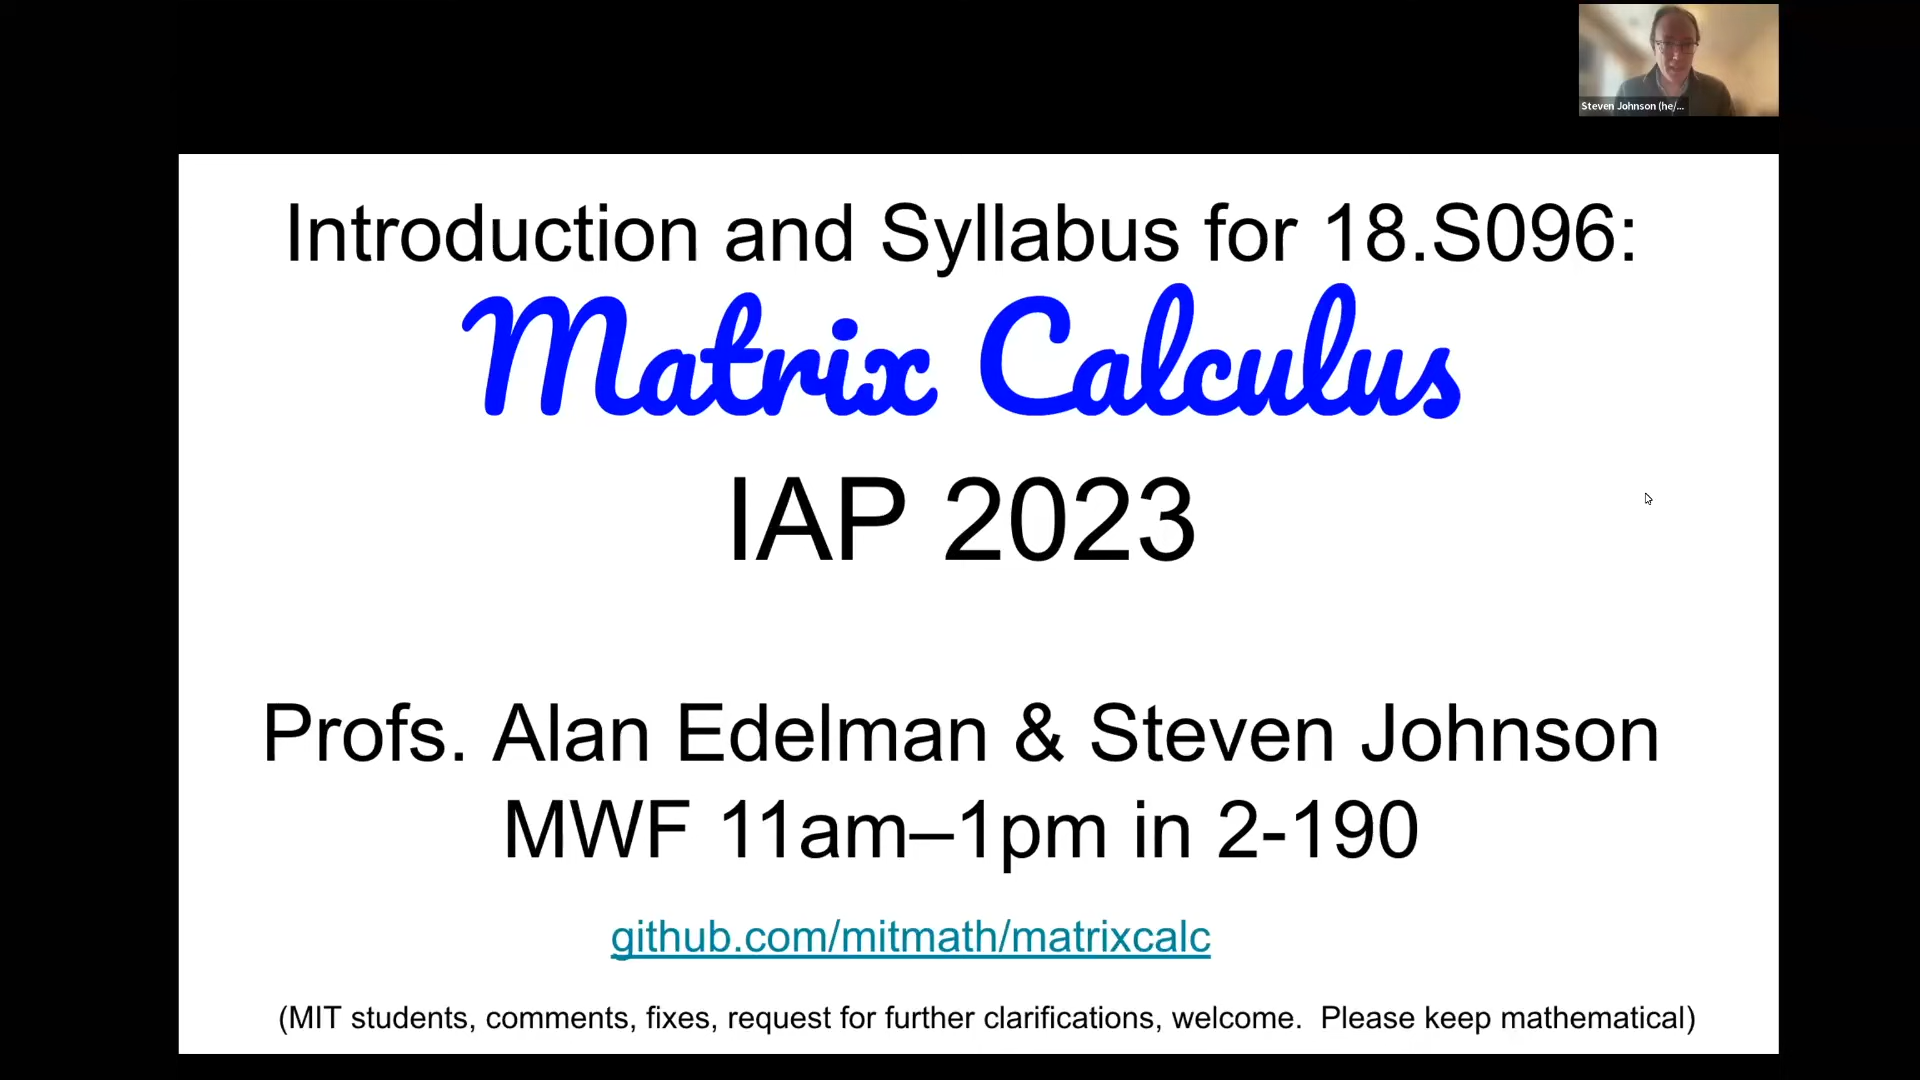 Steven Johnson (he/...
Introduction and Syllabus for 18.S096:
Matrix Calculus
IAP 2023
Profs. Alan Edelman & Steven Johnson
MWF 11am–1pm in 2-190
github.com/mitmath/matrixcalc
(MIT students, comments, fixes, request for further clarifications, welcome.  Please keep mathematical)